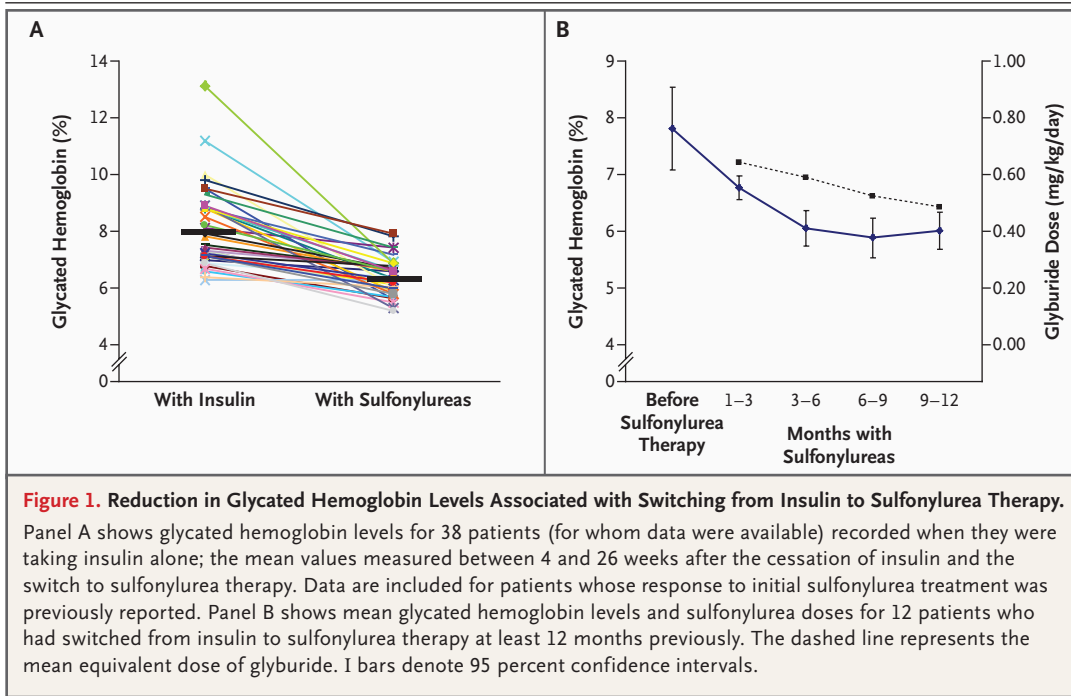 A
Glycated Hemoglobin (%)
14
12
10
8
6
4
0
With Insulin
With Sulfonylureas
B
Glycated Hemoglobin (%)
9
8
7
6
5
4
0
1.00
0.80
0.60
0.40
0.20
0.00
Glyburide Dose (mg/kg/day)
Before
Sulfonylurea
Therapy
1–3
3–6
6–9
9–12
Months with
Sulfonylureas
Figure 1. Reduction in Glycated Hemoglobin Levels Associated with Switching from Insulin to Sulfonylurea Therapy.
Panel A shows glycated hemoglobin levels for 38 patients (for whom data were available) recorded when they were
taking insulin alone; the mean values measured between 4 and 26 weeks after the cessation of insulin and the
switch to sulfonylurea therapy. Data are included for patients whose response to initial sulfonylurea treatment was
previously reported. Panel B shows mean glycated hemoglobin levels and sulfonylurea doses for 12 patients who
had switched from insulin to sulfonylurea therapy at least 12 months previously. The dashed line represents the
mean equivalent dose of glyburide. I bars denote 95 percent confidence intervals.